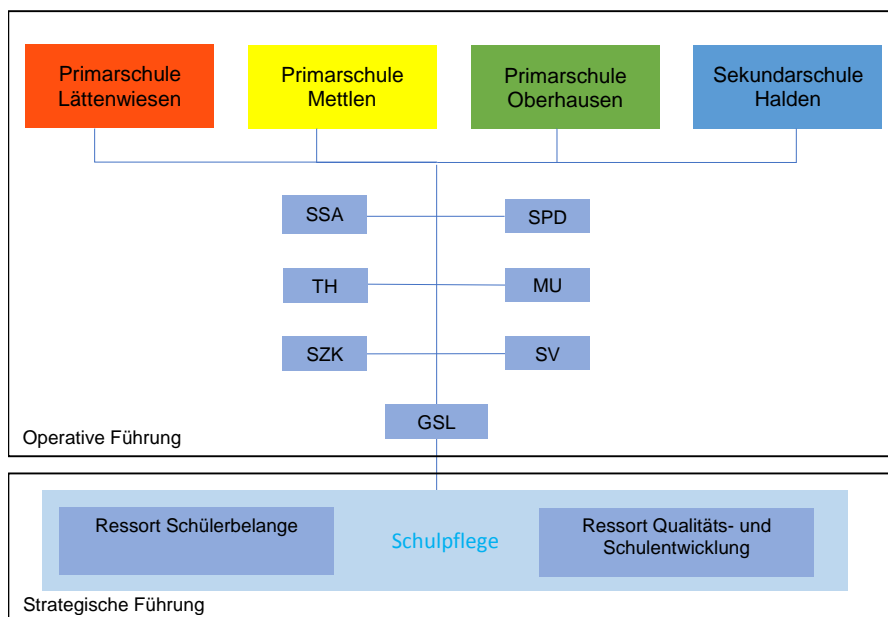 Primarschule
Lättenwiesen
Primarschule
Mettlen
Primarschule
Oberhausen
Sekundarschule
Halden
SSA
SPD
TH
MU
SZK
SV
GSL
Operative Führung
Ressort Schülerbelange
Schulpflege
Ressort Qualitäts- und
Schulentwicklung
Strategische Führung